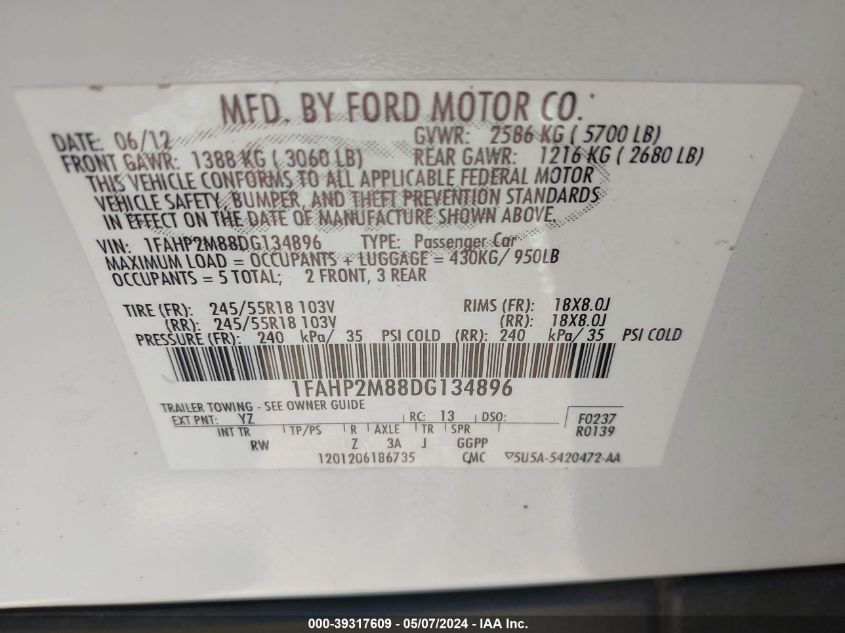 MFD. BY FORD MOTOR CO.
DATE: 06/12 GVWR: 2586 KG ( 5700 LB)
FRONT GAWR: 1388 KG ( 3060 LB) REAR GAWR: 1216 KG ( 2680 LB)
THIS VEHICLE CONFORMS TO ALL APPLICABLE FEDERAL MOTOR
VEHICLE SAFETY, BUMPER, AND THEFT PREVENTION STANDARDS
IN EFFECT ON THE DATE OF MANUFACTURE SHOWN ABOVE.
VIN: 1FAHP2M88DG134896 TYPE: Passenger Car
MAXIMUM LOAD = OCCUPANTS + LUGGAGE = 430KG/ 950LB
OCCUPANTS = 5 TOTAL; 2 FRONT, 3 REAR
TIRE (FR): 245/55R18 103V RIMS (FR): 18X8.0J
(RR): 245/55R18 103V (RR): 18X8.0J
PRESSURE (FR): 240 kPa/ 35 PSI COLD (RR): 240 kPa/ 35 PSI COLD
1FAHP2M88DG134896
TRAILER TOWING - SEE OWNER GUIDE
EXT PNT: YZ RC: 13 DSO: F0237
INT TR TP/PS R AXLE TR SPR R0139
RW Z 3A J GGPP
1201206186735 CMC 5U5A-5420472-AA
000-39317609 - 05/07/2024 - IAA Inc.